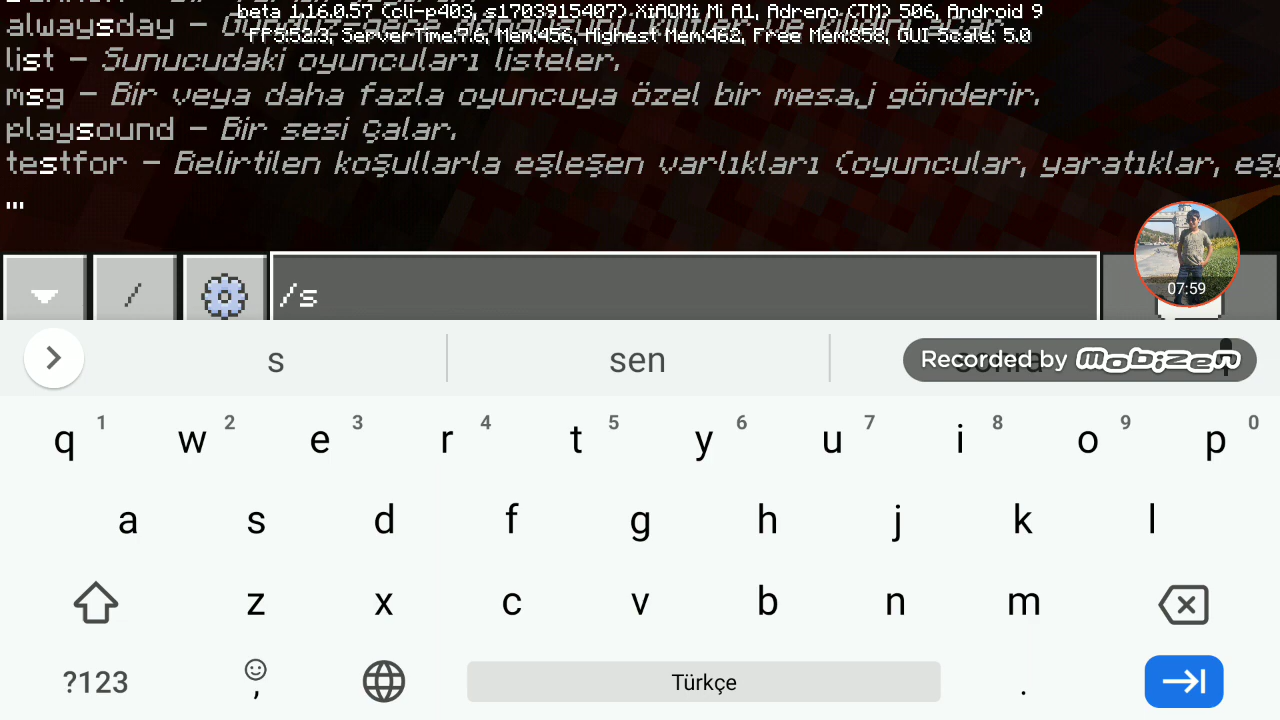 beta 1.16.0.57 (cli-p403, s1703915407).XiAOMi Mi A1, Adreno (TM) 506, Android 9
alwaysday –
FPS:52.3, ServerTime:7.6, Mem:456, Highest Mem:462, Free Mem:858, GUI Scale: 5.0
list – Sunucudaki oyuncuları listeler.
msg – Bir veya daha fazla oyuncuya özel bir mesaj gönderir.
playsound – Bir sesi çalar.
testfor – Belirtilen koşullarla eşleşen varlıkları (oyuncular, yaratıklar, eşy
...
/
/s
07:59
s sen sonra
Recorded by mobizen
q 1 w 2 e 3 r 4 t 5 y 6 u 7 i 8 o 9 p 0
a s d f g h j k l
z x c v b n m
?123 , Türkçe .